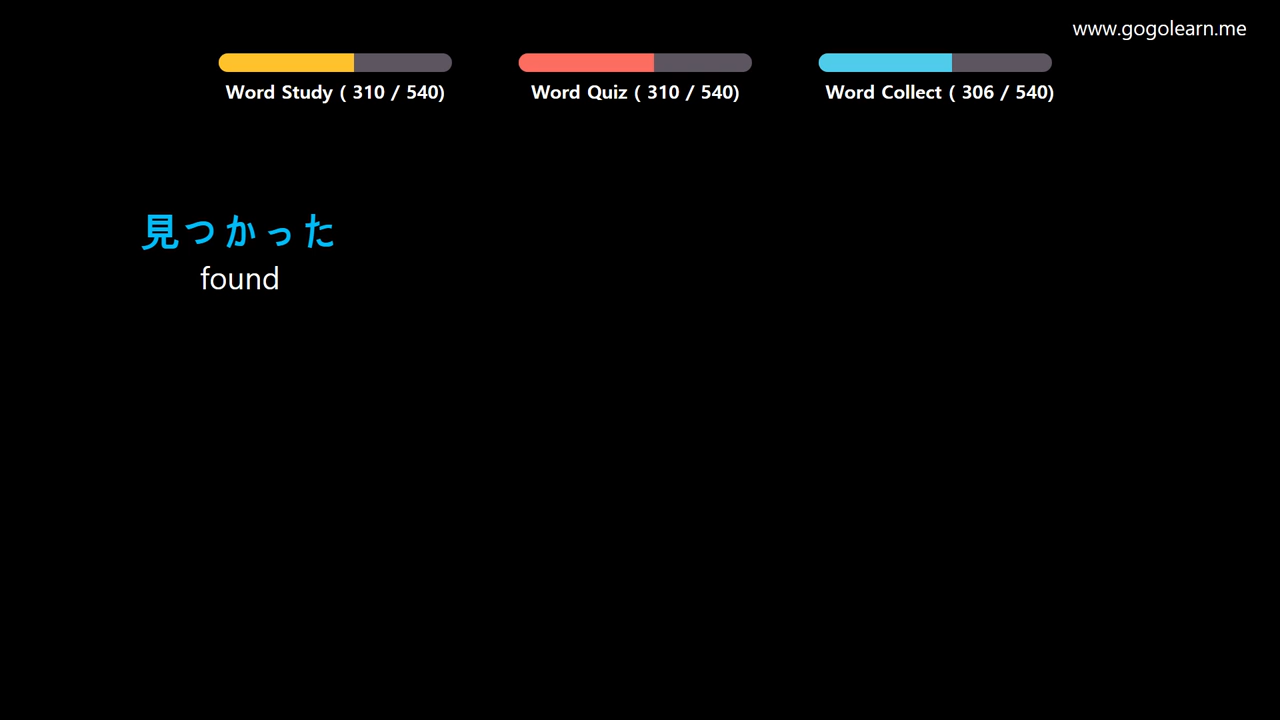 www.gogolearn.me
Word Study ( 310 / 540)
Word Quiz ( 310 / 540)
Word Collect ( 306 / 540)
見つかった
found